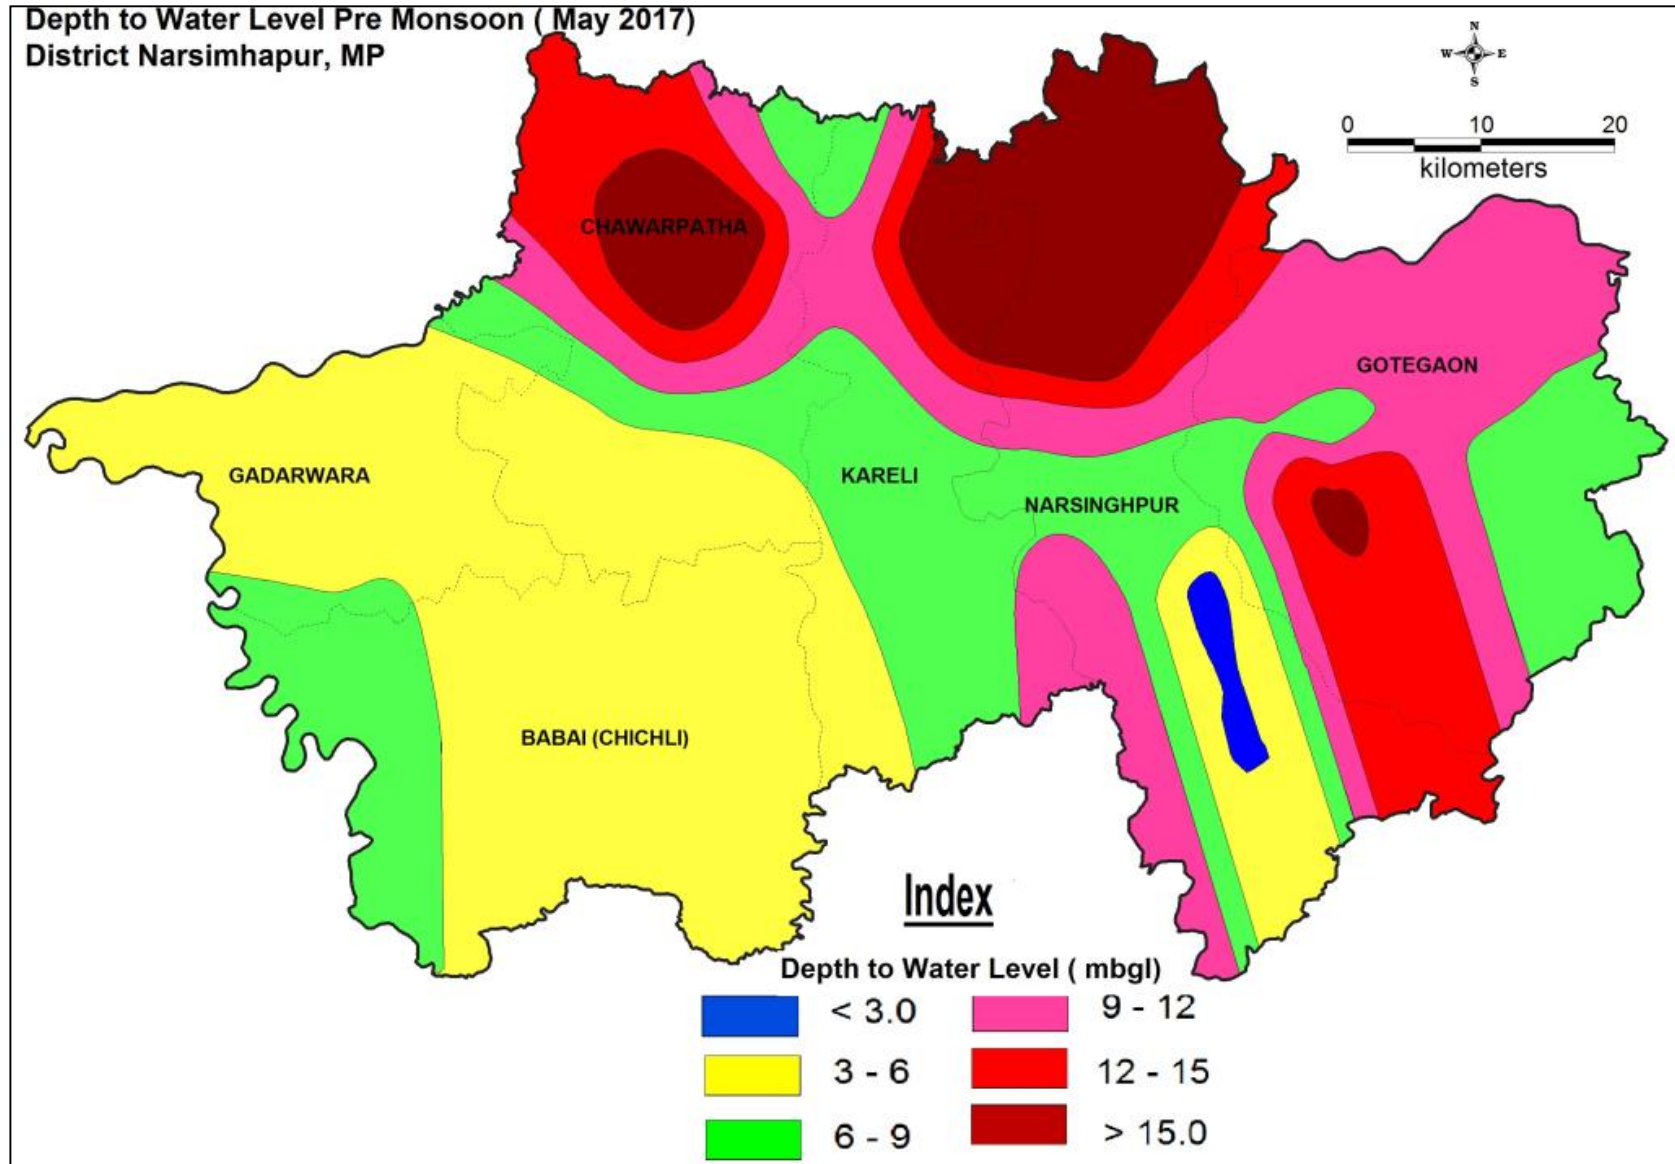 Depth to Water Level Pre Monsoon ( May 2017)
District Narsimhapur, MP
N
W E
S
0 10 20
kilometers
CHAWARPATHA
GOTEGAON
GADARWARA
KARELI
NARSINGHPUR
BABAI (CHICHLI)
Index
Depth to Water Level ( mbgl)
< 3.0
9 - 12
3 - 6
12 - 15
6 - 9
> 15.0